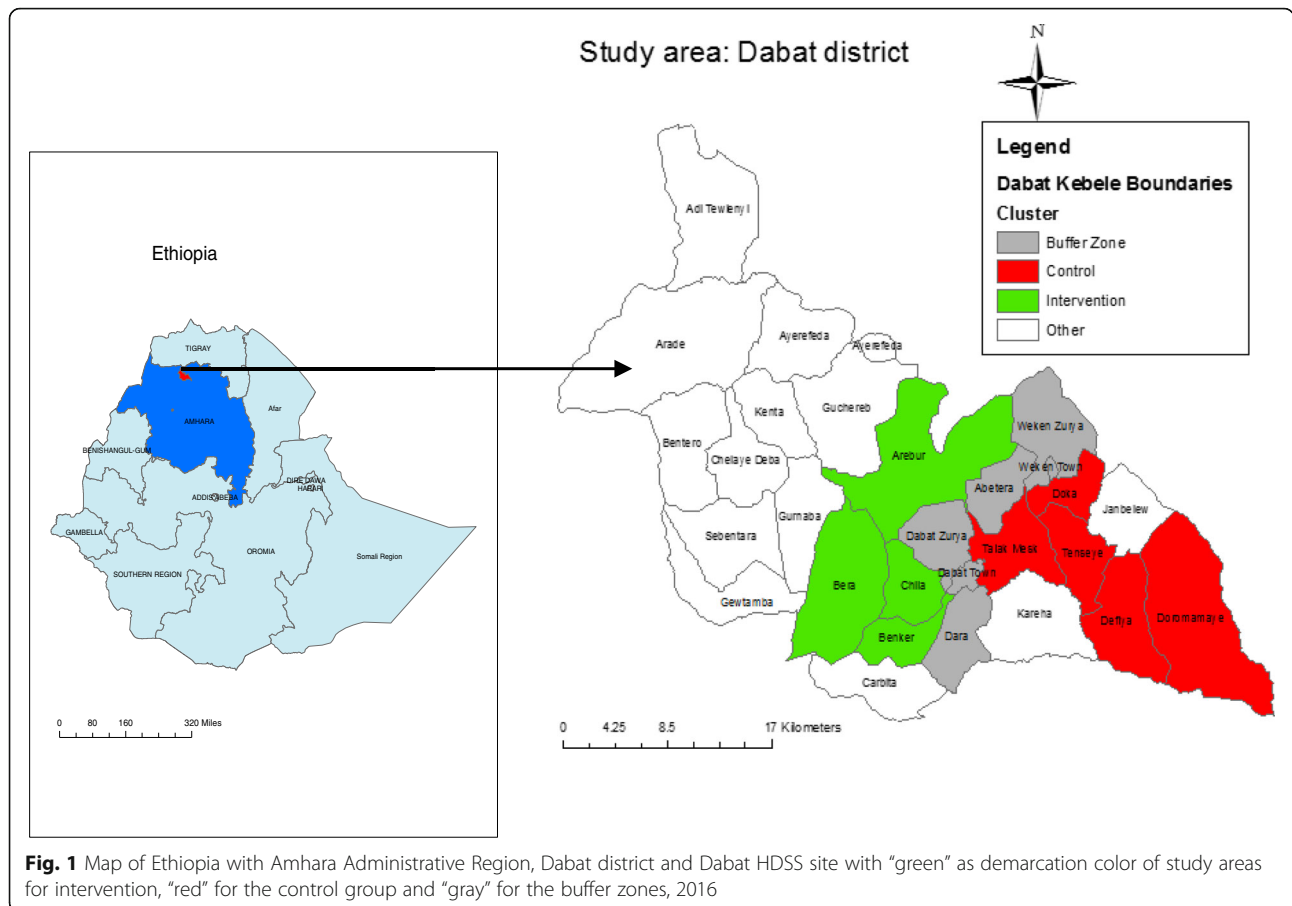 Study area: Dabat district
N
Legend
Dabat Kebele Boundaries
Cluster
Buffer Zone
Control
Intervention
Other
Ethiopia
TIGRAY
Afar
AMHARA
BENISHANGUL-GUM
DIRE DAWA
HARARI
ADDIS ABEBA
GAMBELLA
OROMIA
Somali Region
SOUTHERN REGION
0 80 160 320 Miles
Adi Tewlenyi
Arade
Ayerefeda
Ayerefeda
Kenta
Guchereb
Bentero
Chelaye Deba
Arebur
Weken Zurya
Weken Town
Abetera
Doka
Janbelew
Gurnaba
Sebentara
Dabat Zurya
Talak Mesk
Tenseye
Dabat Town
Bera
Chila
Gewtamba
Kareha
Defiya
Doromamaye
Benker
Dara
Carbita
0 4.25 8.5 17 Kilometers
Fig. 1 Map of Ethiopia with Amhara Administrative Region, Dabat district and Dabat HDSS site with “green” as demarcation color of study areas
for intervention, “red” for the control group and “gray” for the buffer zones, 2016